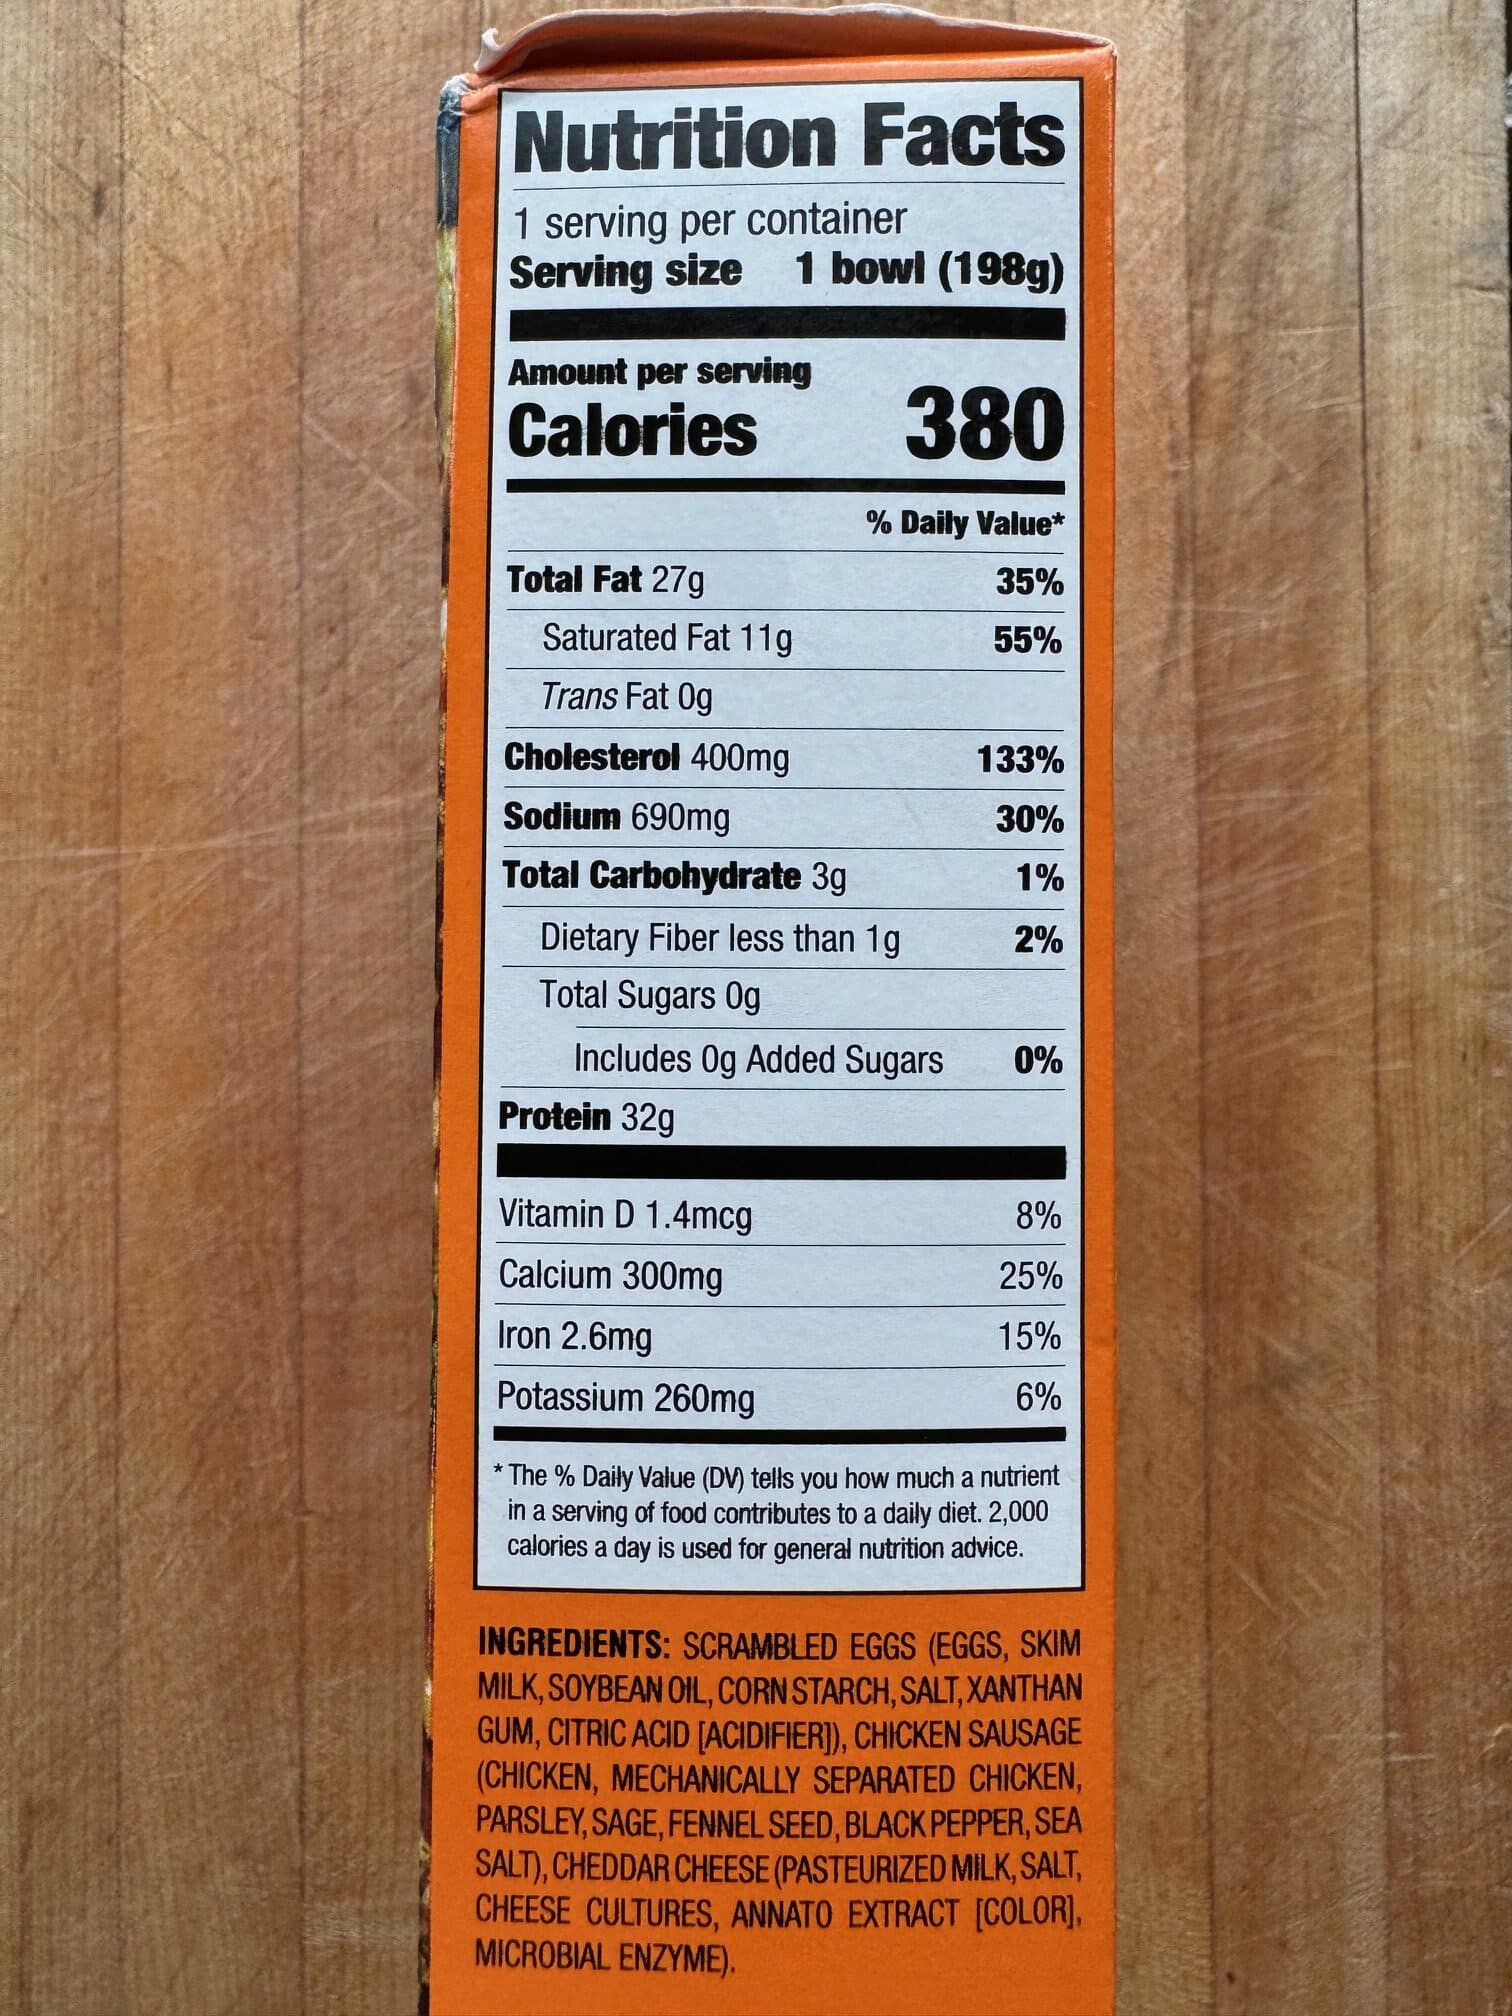 Nutrition Facts
1 serving per container
Serving size 1 bowl (198g)
Amount per serving
Calories 380
% Daily Value*
Total Fat 27g 35%
Saturated Fat 11g 55%
Trans Fat 0g
Cholesterol 400mg 133%
Sodium 690mg 30%
Total Carbohydrate 3g 1%
Dietary Fiber less than 1g 2%
Total Sugars 0g
Includes 0g Added Sugars 0%
Protein 32g
Vitamin D 1.4mcg 8%
Calcium 300mg 25%
Iron 2.6mg 15%
Potassium 260mg 6%
* The % Daily Value (DV) tells you how much a nutrient
in a serving of food contributes to a daily diet. 2,000
calories a day is used for general nutrition advice.
INGREDIENTS: SCRAMBLED EGGS (EGGS, SKIM
MILK, SOYBEAN OIL, CORN STARCH, SALT, XANTHAN
GUM, CITRIC ACID [ACIDIFIER]), CHICKEN SAUSAGE
(CHICKEN, MECHANICALLY SEPARATED CHICKEN,
PARSLEY, SAGE, FENNEL SEED, BLACK PEPPER, SEA
SALT), CHEDDAR CHEESE (PASTEURIZED MILK, SALT,
CHEESE CULTURES, ANNATO EXTRACT [COLOR],
MICROBIAL ENZYME).